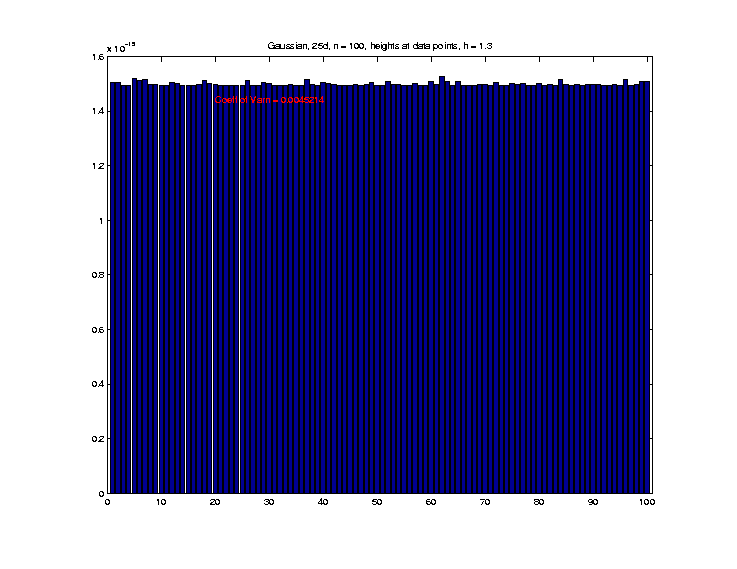 Gaussian, 25d, n = 100, heights at data points, h = 1.3
x 10⁻¹⁵
1.6
1.4
1.2
1
0.8
0.6
0.4
0.2
0
Coeff of Var'n = 0.0045214
0 10 20 30 40 50 60 70 80 90 100